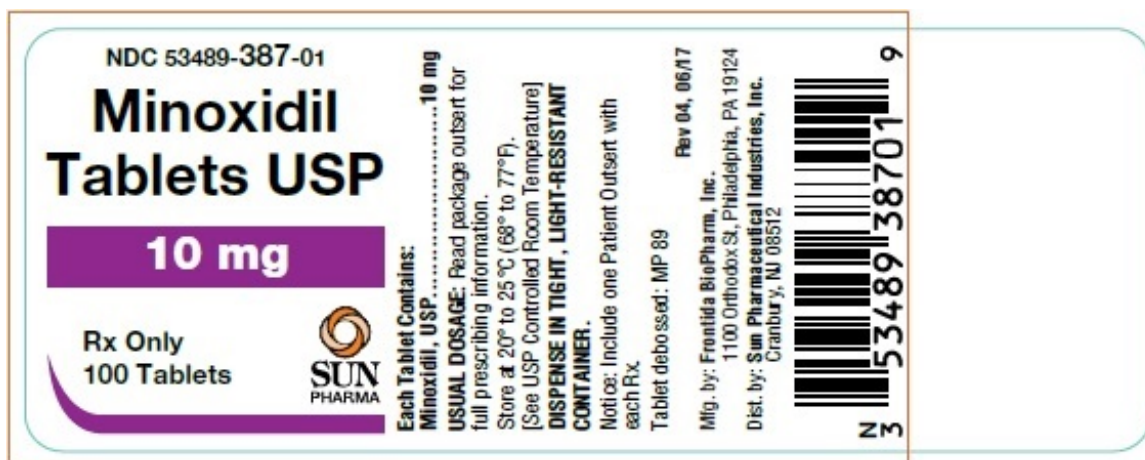 NDC 53489-387-01
Minoxidil
Tablets USP
10 mg
Rx Only
100 Tablets
SUN
PHARMA
Each Tablet Contains:
Minoxidil, USP..............................10 mg
USUAL DOSAGE: Read package outsert for
full prescribing information.
Store at 20° to 25°C (68° to 77°F).
[See USP Controlled Room Temperature]
DISPENSE IN TIGHT, LIGHT-RESISTANT
CONTAINER.
Notice: Include one Patient Outsert with
each Rx.
Tablet debossed: MP 89
Rev 04, 06/17
Mfg. by: Frontida BioPharm, Inc.
1100 Orthodox St, Philadelphia, PA 19124
Dist. by: Sun Pharmaceutical Industries, Inc.
Cranbury, NJ 08512
N
3 53489 38701 9